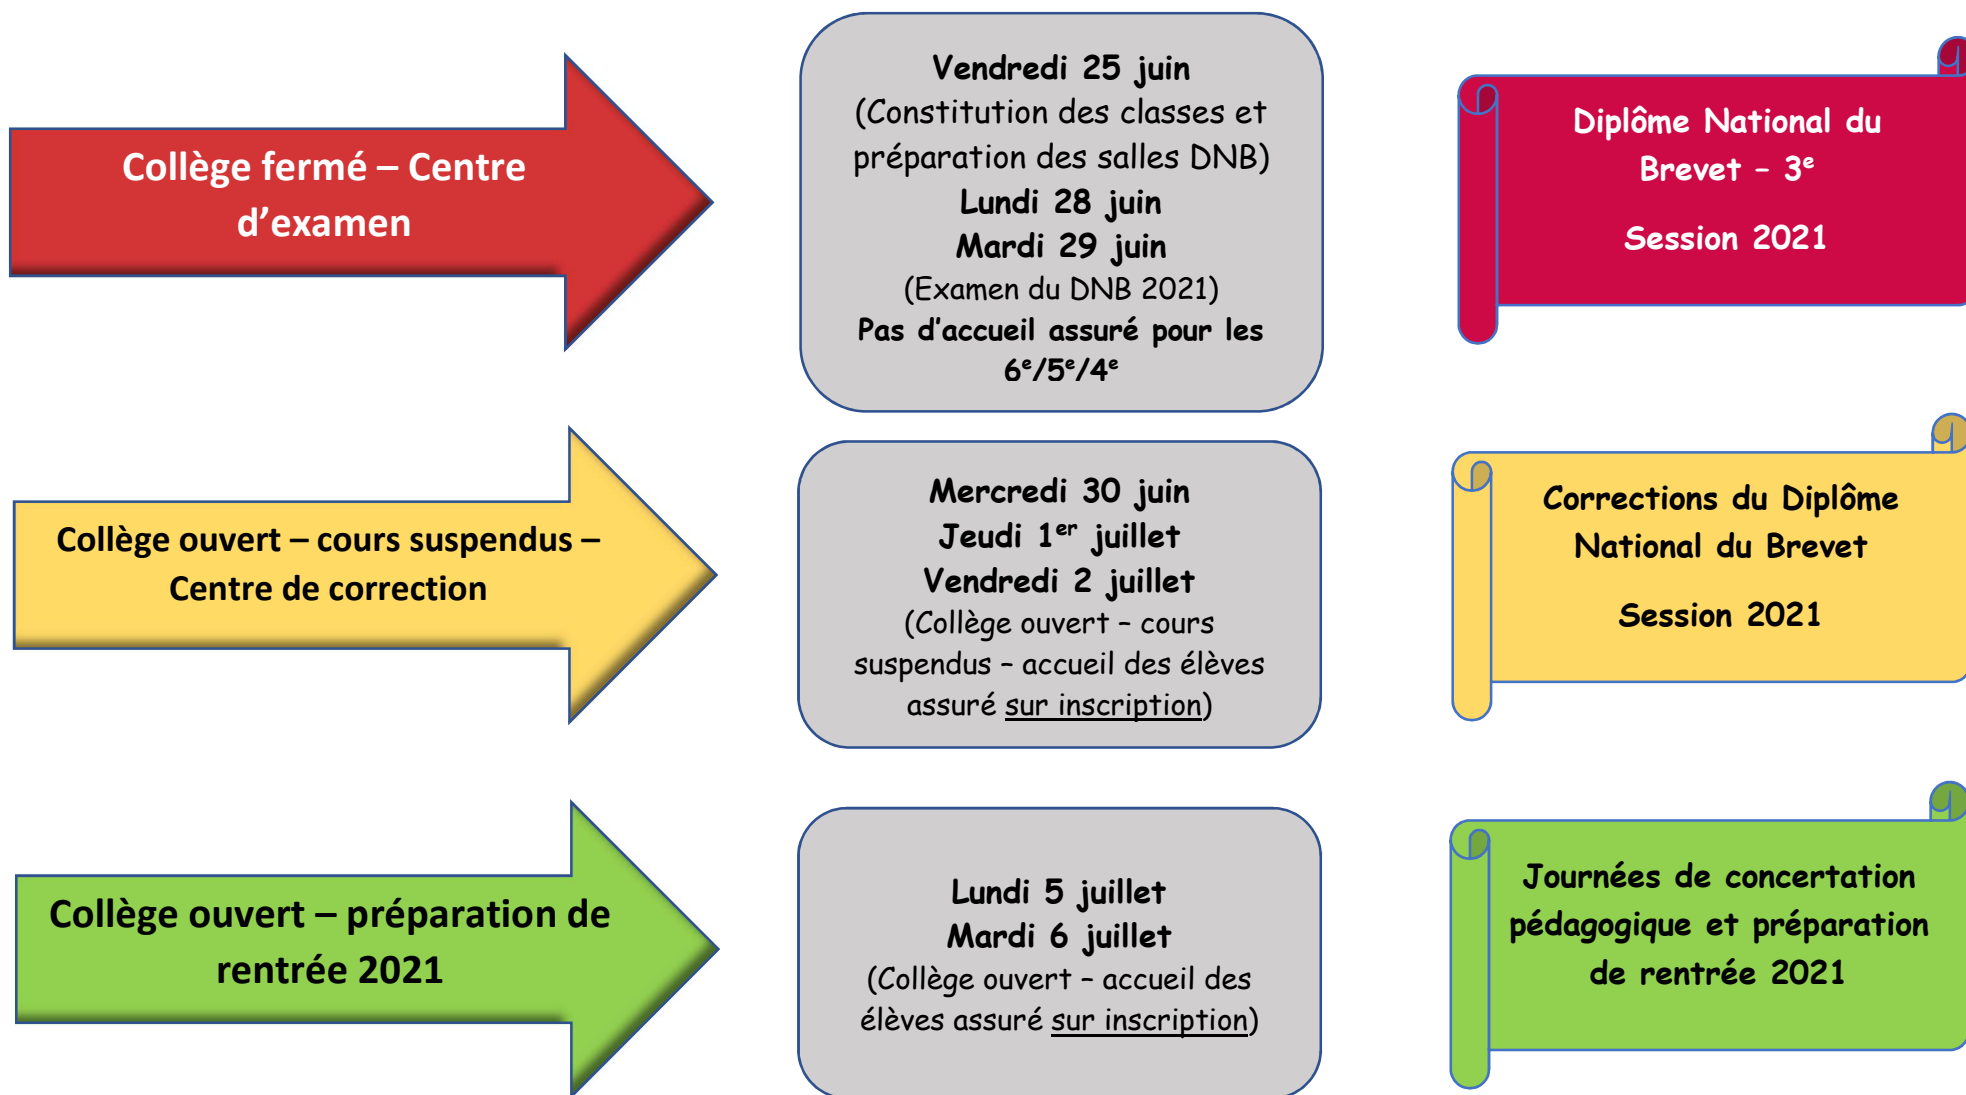 Collège fermé – Centre
d’examen
Vendredi 25 juin
(Constitution des classes et
préparation des salles DNB)
Lundi 28 juin
Mardi 29 juin
(Examen du DNB 2021)
Pas d’accueil assuré pour les
6e/5e/4e
Diplôme National du
Brevet – 3e
Session 2021
Collège ouvert – cours suspendus –
Centre de correction
Mercredi 30 juin
Jeudi 1er juillet
Vendredi 2 juillet
(Collège ouvert – cours
suspendus – accueil des élèves
assuré sur inscription)
Corrections du Diplôme
National du Brevet
Session 2021
Collège ouvert – préparation de
rentrée 2021
Lundi 5 juillet
Mardi 6 juillet
(Collège ouvert – accueil des
élèves assuré sur inscription)
Journées de concertation
pédagogique et préparation
de rentrée 2021